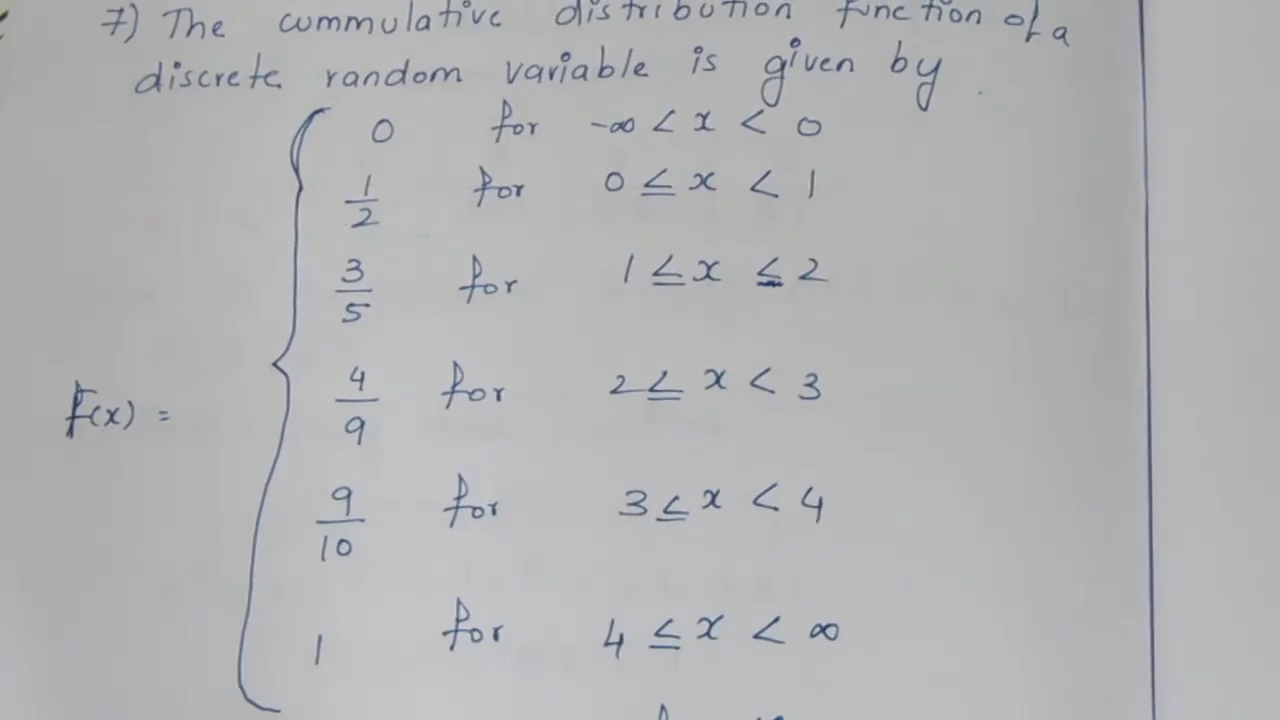 7) The cummulative distribution function of a
discrete random variable is given by
0 for -∞ < x < 0
1/2 for 0 ≤ x < 1
3/5 for 1 ≤ x ≤ 2
4/9 for 2 ≤ x < 3
F(x) =
9/10 for 3 ≤ x < 4
1 for 4 ≤ x < ∞